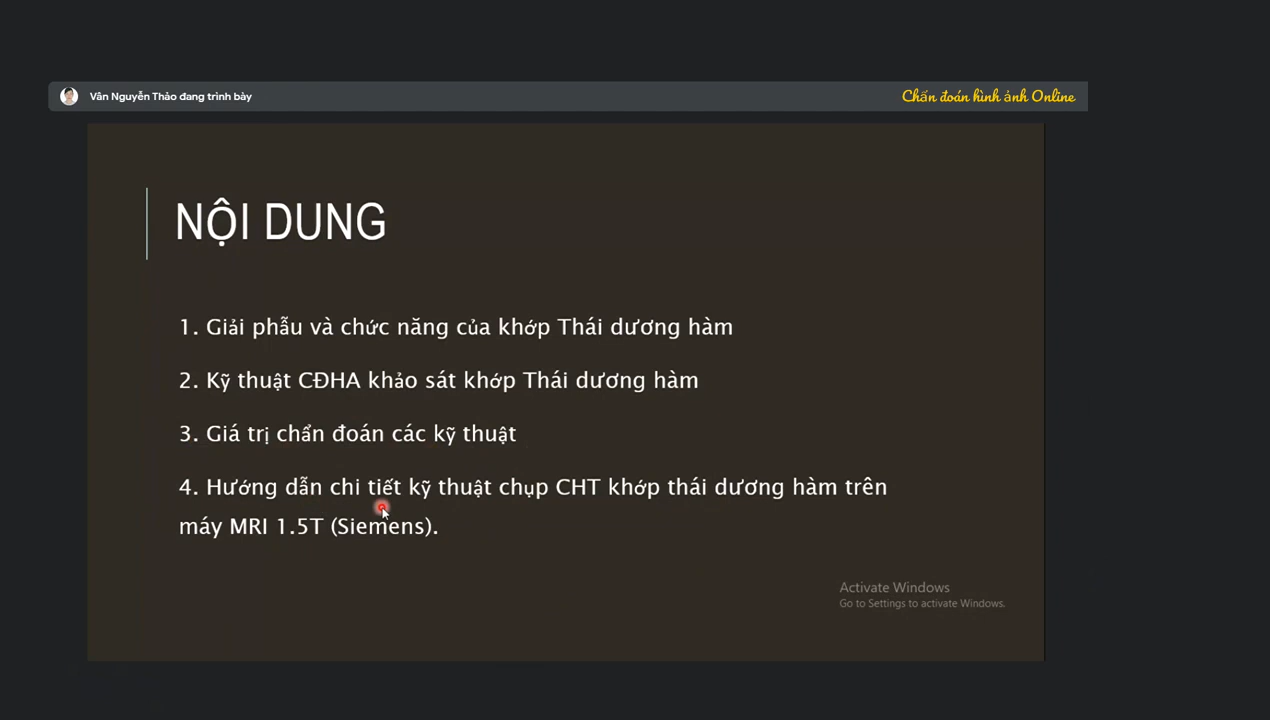 Vân Nguyễn Thảo đang trình bày
Chẩn đoán hình ảnh Online
NỘI DUNG
1. Giải phẫu và chức năng của khớp Thái dương hàm
2. Kỹ thuật CĐHA khảo sát khớp Thái dương hàm
3. Giá trị chẩn đoán các kỹ thuật
4. Hướng dẫn chi tiết kỹ thuật chụp CHT khớp thái dương hàm trên
máy MRI 1.5T (Siemens).
Activate Windows
Go to Settings to activate Windows.